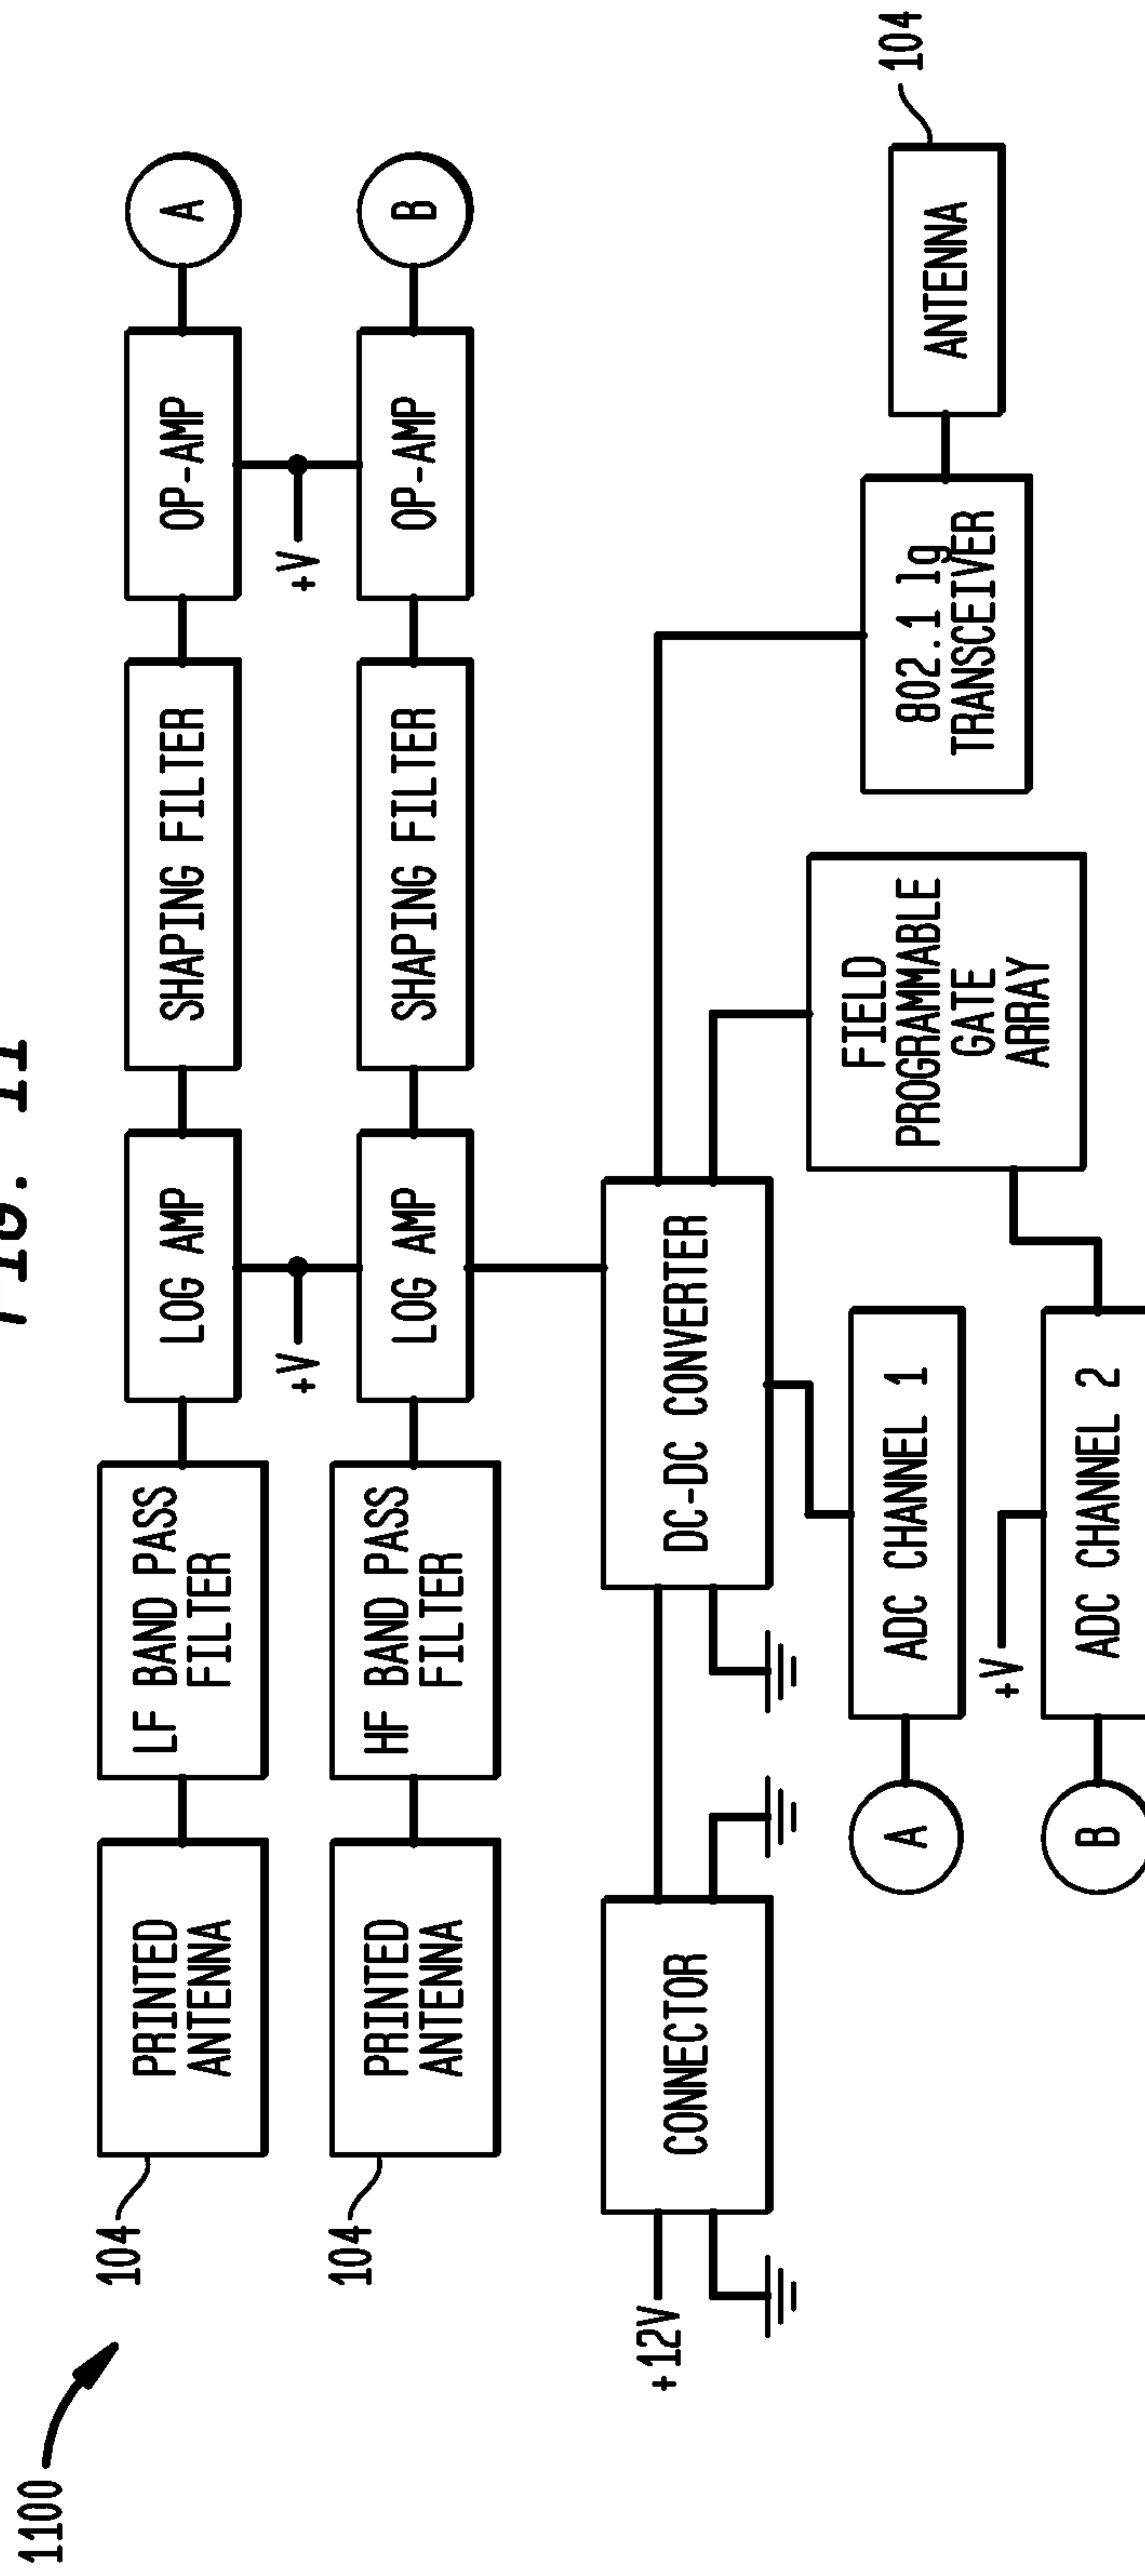 FIG. 11
1100
104
PRINTED
ANTENNA
LF BAND PASS
FILTER
LOG AMP
SHAPING FILTER
OP-AMP
A
+V
+V
104
PRINTED
ANTENNA
HF BAND PASS
FILTER
LOG AMP
SHAPING FILTER
OP-AMP
B
+12V
CONNECTOR
DC-DC CONVERTER
A
ADC CHANNEL 1
+V
B
ADC CHANNEL 2
FIELD
PROGRAMMABLE
GATE
ARRAY
802.1 1g
TRANSCEIVER
ANTENNA
104